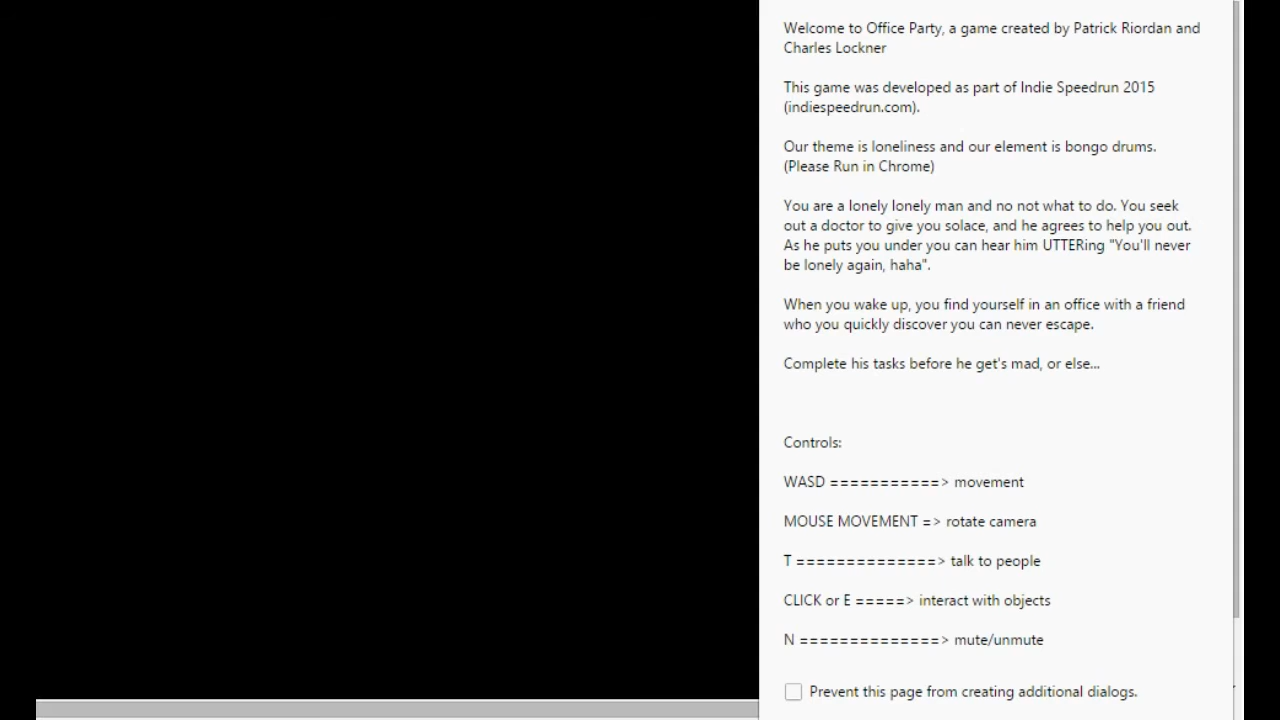 Welcome to Office Party, a game created by Patrick Riordan and
Charles Lockner
This game was developed as part of Indie Speedrun 2015
(indiespeedrun.com).
Our theme is loneliness and our element is bongo drums.
(Please Run in Chrome)
You are a lonely lonely man and no not what to do. You seek
out a doctor to give you solace, and he agrees to help you out.
As he puts you under you can hear him UTTERing "You'll never
be lonely again, haha".
When you wake up, you find yourself in an office with a friend
who you quickly discover you can never escape.
Complete his tasks before he get's mad, or else...
Controls:
WASD ===========> movement
MOUSE MOVEMENT => rotate camera
T ==============> talk to people
CLICK or E =====> interact with objects
N ==============> mute/unmute
Prevent this page from creating additional dialogs.